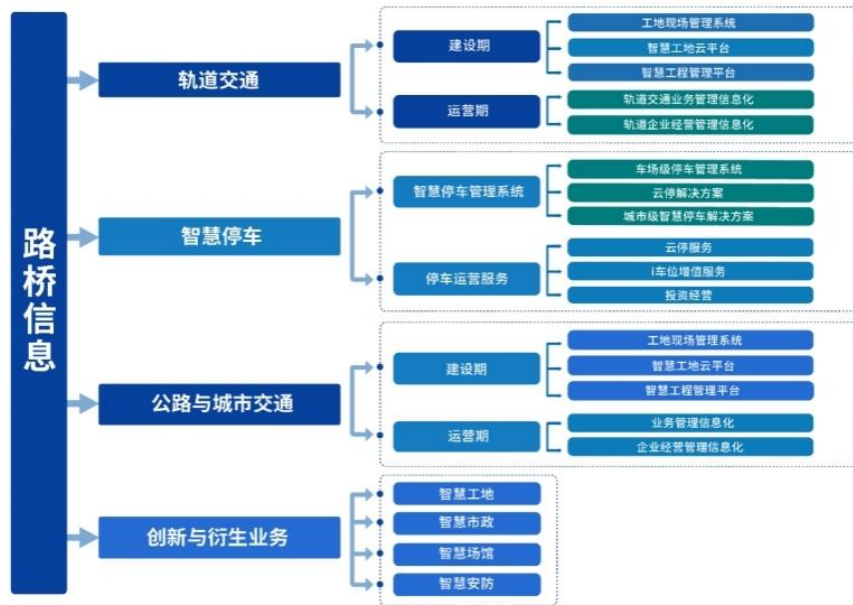 路桥信息
轨道交通
建设期
工地现场管理系统
智慧工地云平台
智慧工程管理平台
运营期
轨道交通业务管理信息化
轨道企业经营管理信息化
智慧停车
智慧停车管理系统
车场级停车管理系统
云停解决方案
城市级智慧停车解决方案
停车运营服务
云停服务
i车位增值服务
投资经营
公路与城市交通
建设期
工地现场管理系统
智慧工地云平台
智慧工程管理平台
运营期
业务管理信息化
企业经营管理信息化
创新与衍生业务
智慧工地
智慧市政
智慧场馆
智慧安防